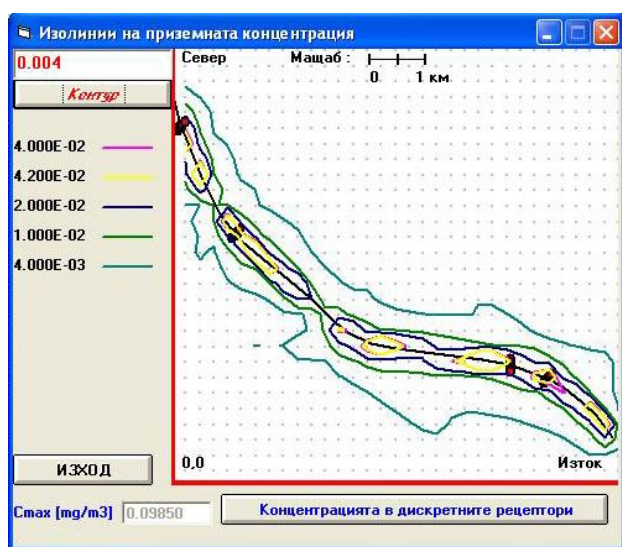 Изолинии на приземната концентрация
0.004
Контур
4.000E-02
4.200E-02
2.000E-02
1.000E-02
4.000E-03
Север
Мащаб :
0 1 км
0,0
Изток
ИЗХОД
Cmax [mg/m3] 0.09850
Концентрацията в дискретните рецептори